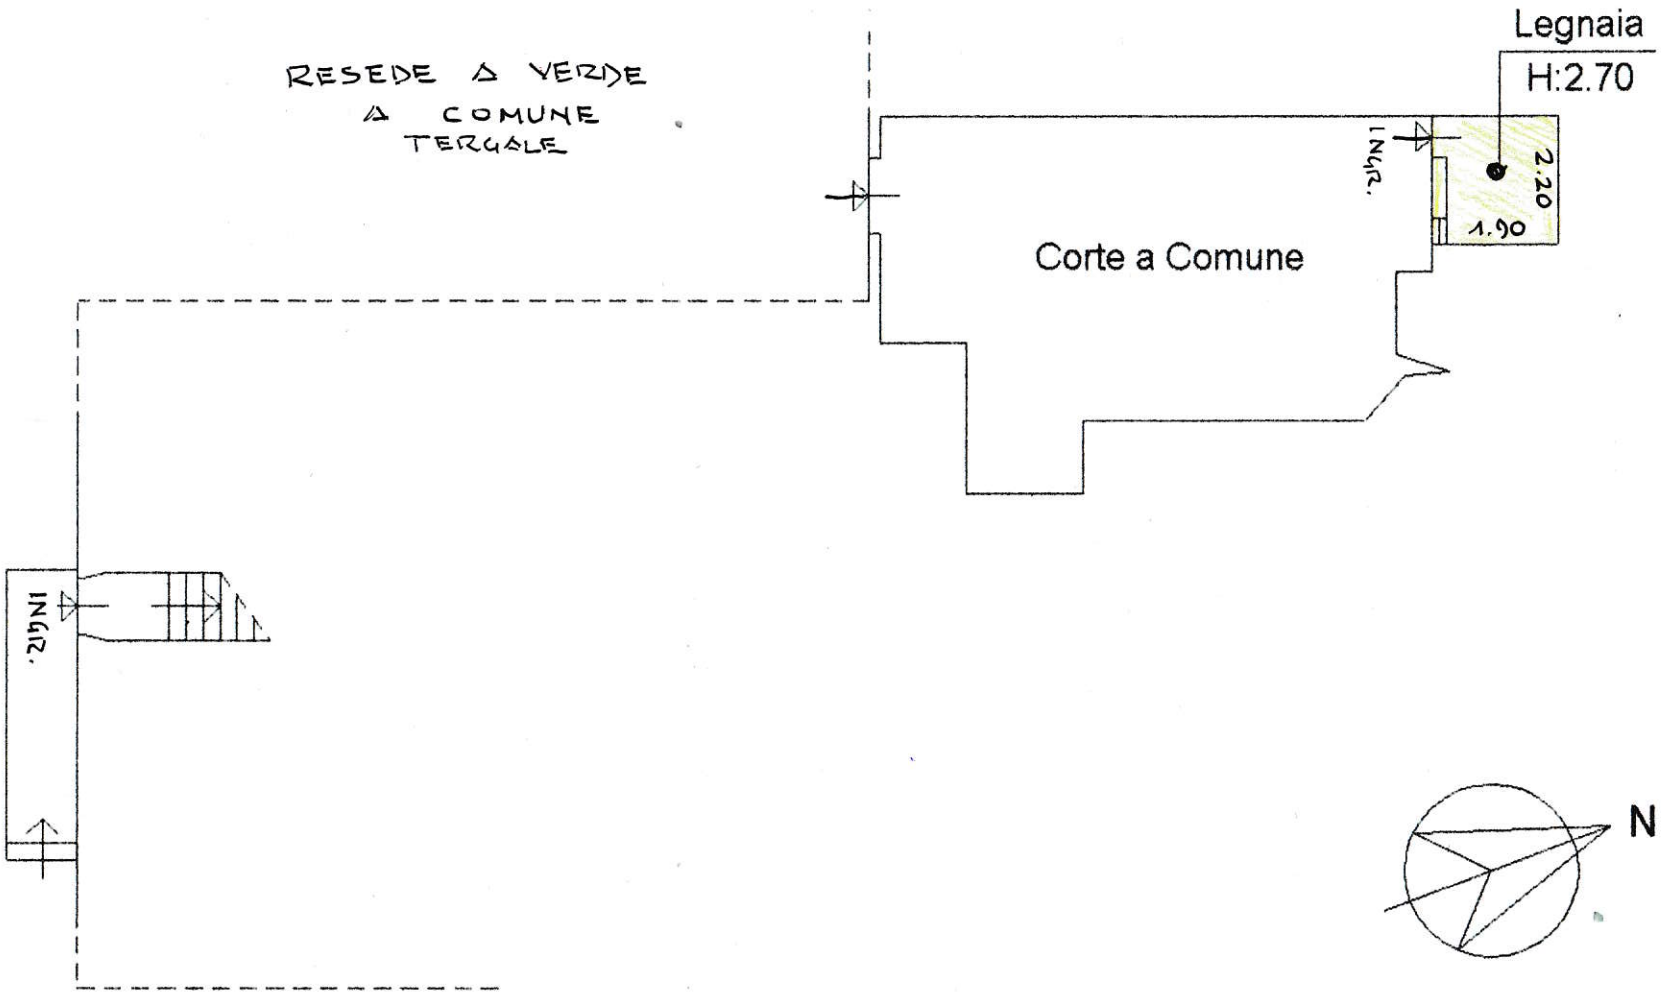 Legnaia
H:2.70
RESEDE A VERDE
A COMUNE
TERGALE
INGR.
2.20
1.90
Corte a Comune
INGR.
N